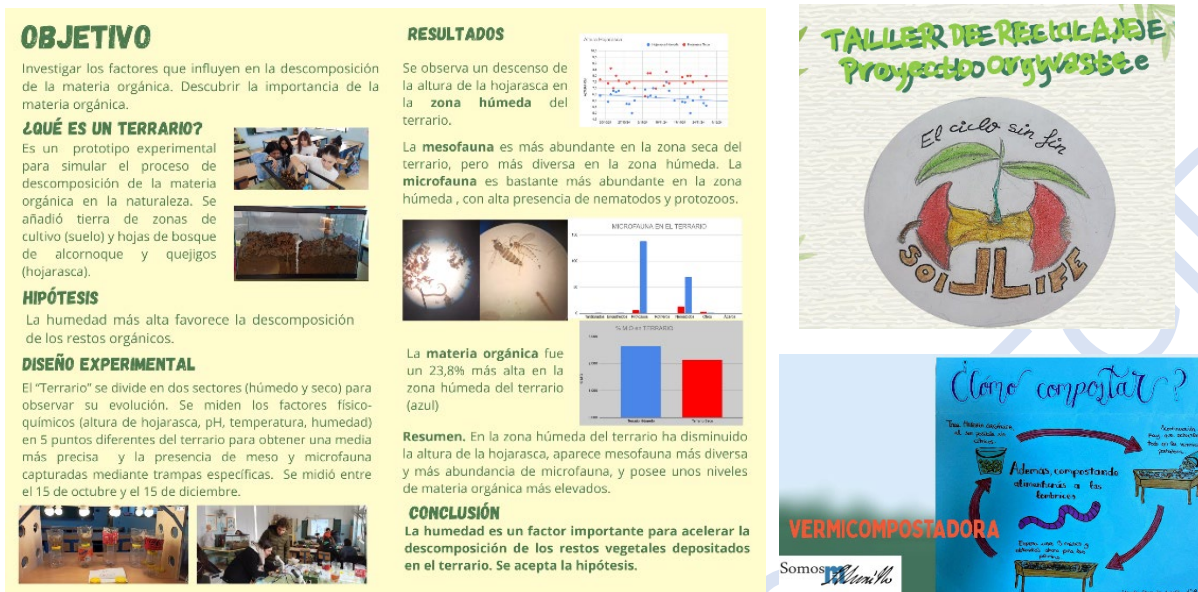 OBJETIVO
Investigar los factores que influyen en la descomposición
de la materia orgánica. Descubrir la importancia de la
materia orgánica.
¿QUÉ ES UN TERRARIO?
Es un prototipo experimental
para simular el proceso de
descomposición de la materia
orgánica en la naturaleza. Se
añadió tierra de zonas de
cultivo (suelo) y hojas de bosque
de alcornoque y quejigos
(hojarasca).
HIPÓTESIS
La humedad más alta favorece la descomposición
de los restos orgánicos.
DISEÑO EXPERIMENTAL
El "Terrario" se divide en dos sectores (húmedo y seco) para
observar su evolución. Se miden los factores físico-
químicos (altura de hojarasca, pH, temperatura, humedad)
en 5 puntos diferentes del terrario para obtener una media
más precisa y la presencia de meso y microfauna
capturadas mediante trampas específicas. Se midió entre
el 15 de octubre y el 15 de diciembre.
RESULTADOS
Se observa un descenso de
la altura de la hojarasca en
la zona húmeda del
terrario.
La mesofauna es más abundante en la zona seca del
terrario, pero más diversa en la zona húmeda. La
microfauna es bastante más abundante en la zona
húmeda , con alta presencia de nematodos y protozoos.
MICROFAUNA EN EL TERRARIO
% M.O en TERRARIO
La materia orgánica fue
un 23,8% más alta en la
zona húmeda del terrario
(azul)
Resumen. En la zona húmeda del terrario ha disminuido
la altura de la hojarasca, aparece mesofauna más diversa
y más abundancia de microfauna, y posee unos niveles
de materia orgánica más elevados.
CONCLUSIÓN
La humedad es un factor importante para acelerar la
descomposición de los restos vegetales depositados
en el terrario. Se acepta la hipótesis.
TALLER DE RECICLAJE
Proyecto Orgwaste
El ciclo sin fin
SOIL LIFE
¿Cómo compostar?
Además, compostando
alimentarás a las
lombrices
VERMICOMPOSTADORA
Somos
Murillo